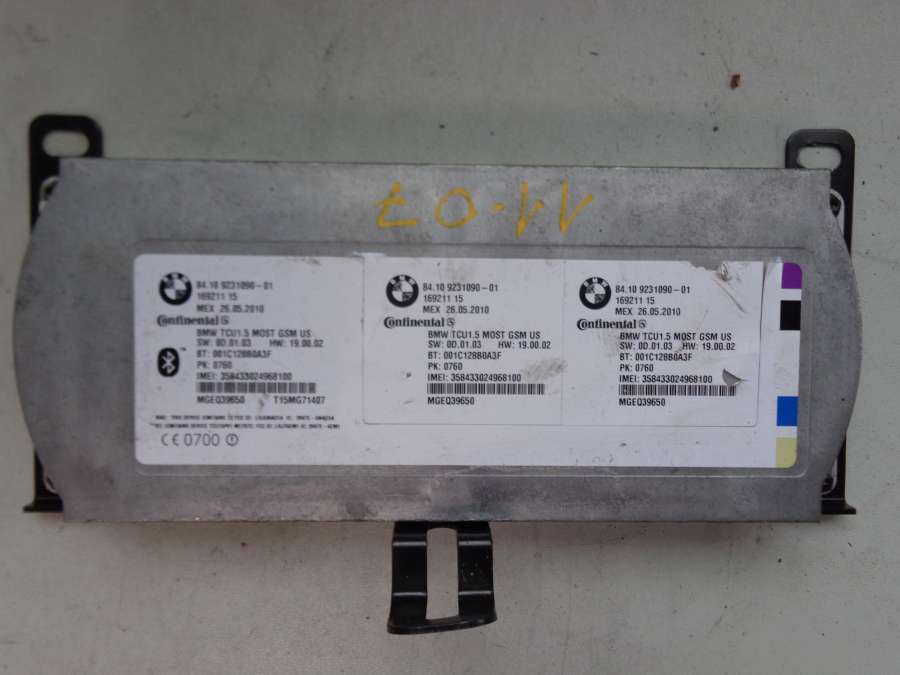 11.07
BMW
84.10 9231090-01
169211 15
MEX 26.05.2010
Continental
BMW TCU1.5 MOST GSM US
SW: 0D.01.03 HW: 19.00.02
BT: 001C12880A3F
PK: 0760
IMEI: 358433024968100
MGEQ39650 T15MG71407
CE 0700
BMW
84.10 9231090-01
169211 15
MEX 26.05.2010
Continental
BMW TCU1.5 MOST GSM US
SW: 0D.01.03 HW: 19.00.02
BT: 001C12880A3F
PK: 0760
IMEI: 358433024968100
MGEQ39650
BMW
84.10 9231090-01
169211 15
MEX 26.05.2010
Continental
BMW TCU1.5 MOST GSM US
SW: 0D.01.03 HW: 19.00.02
BT: 001C12880A3F
PK: 0760
IMEI: 358433024968100
MGEQ39650